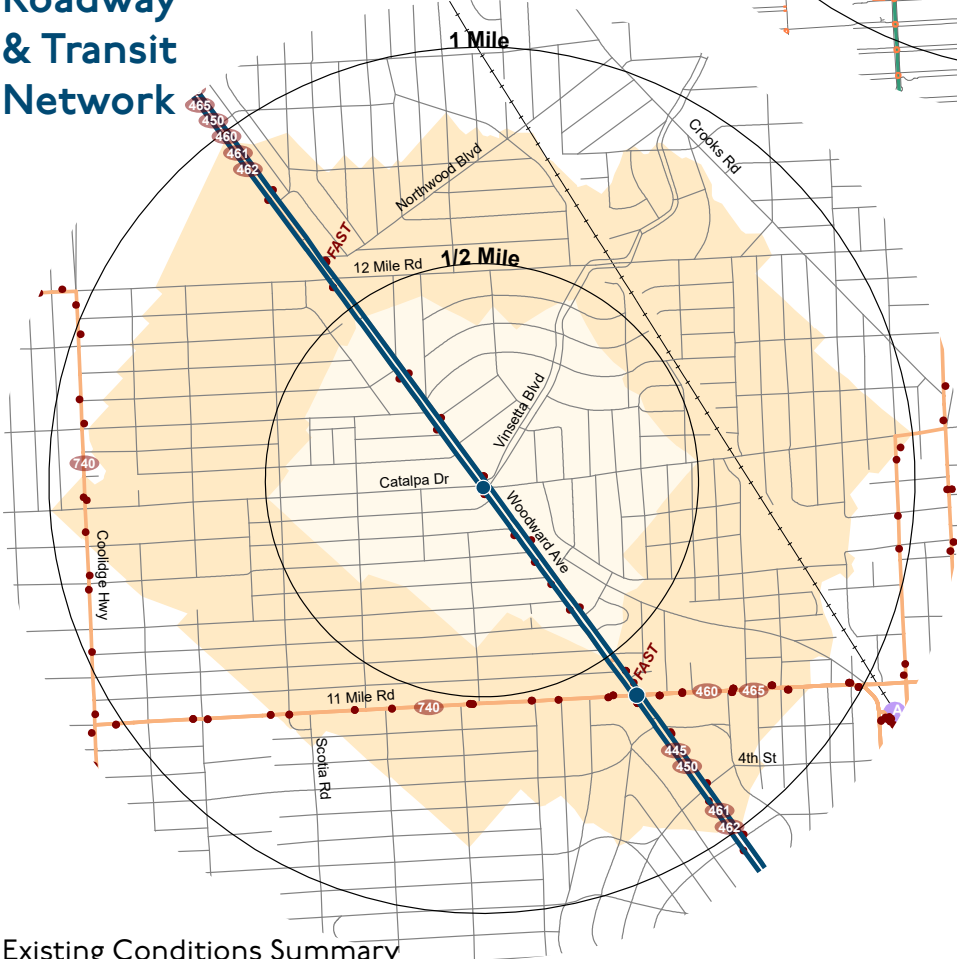 Roadway
& Transit
Network
1 Mile
465
450
460
461
462
Crooks Rd
Northwood Blvd
FAST
12 Mile Rd
1/2 Mile
Vinsetta Blvd
740
Catalpa Dr
Woodward Ave
Coolidge Hwy
FAST
11 Mile Rd
740
460
465
A
Scotia Rd
445
450
4th St
461
462
Existing Conditions Summary